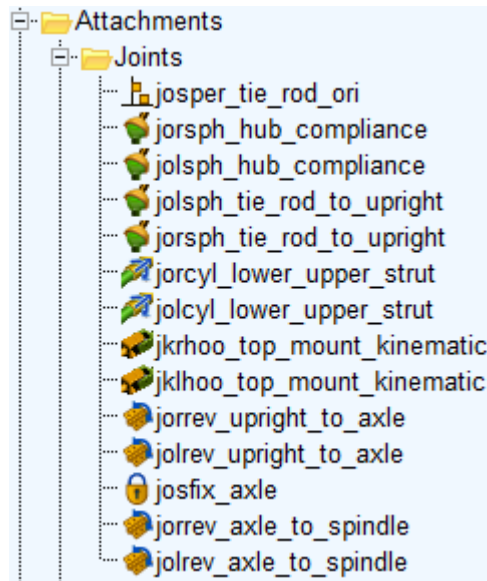 Attachments
Joints
josper_tie_rod_ori
jorsph_hub_compliance
jolsph_hub_compliance
jolsph_tie_rod_to_upright
jorsph_tie_rod_to_upright
jorcyl_lower_upper_strut
jolcyl_lower_upper_strut
jkrhoo_top_mount_kinematic
jklhoo_top_mount_kinematic
jorrev_upright_to_axle
jolrev_upright_to_axle
josfix_axle
jorrev_axle_to_spindle
jolrev_axle_to_spindle